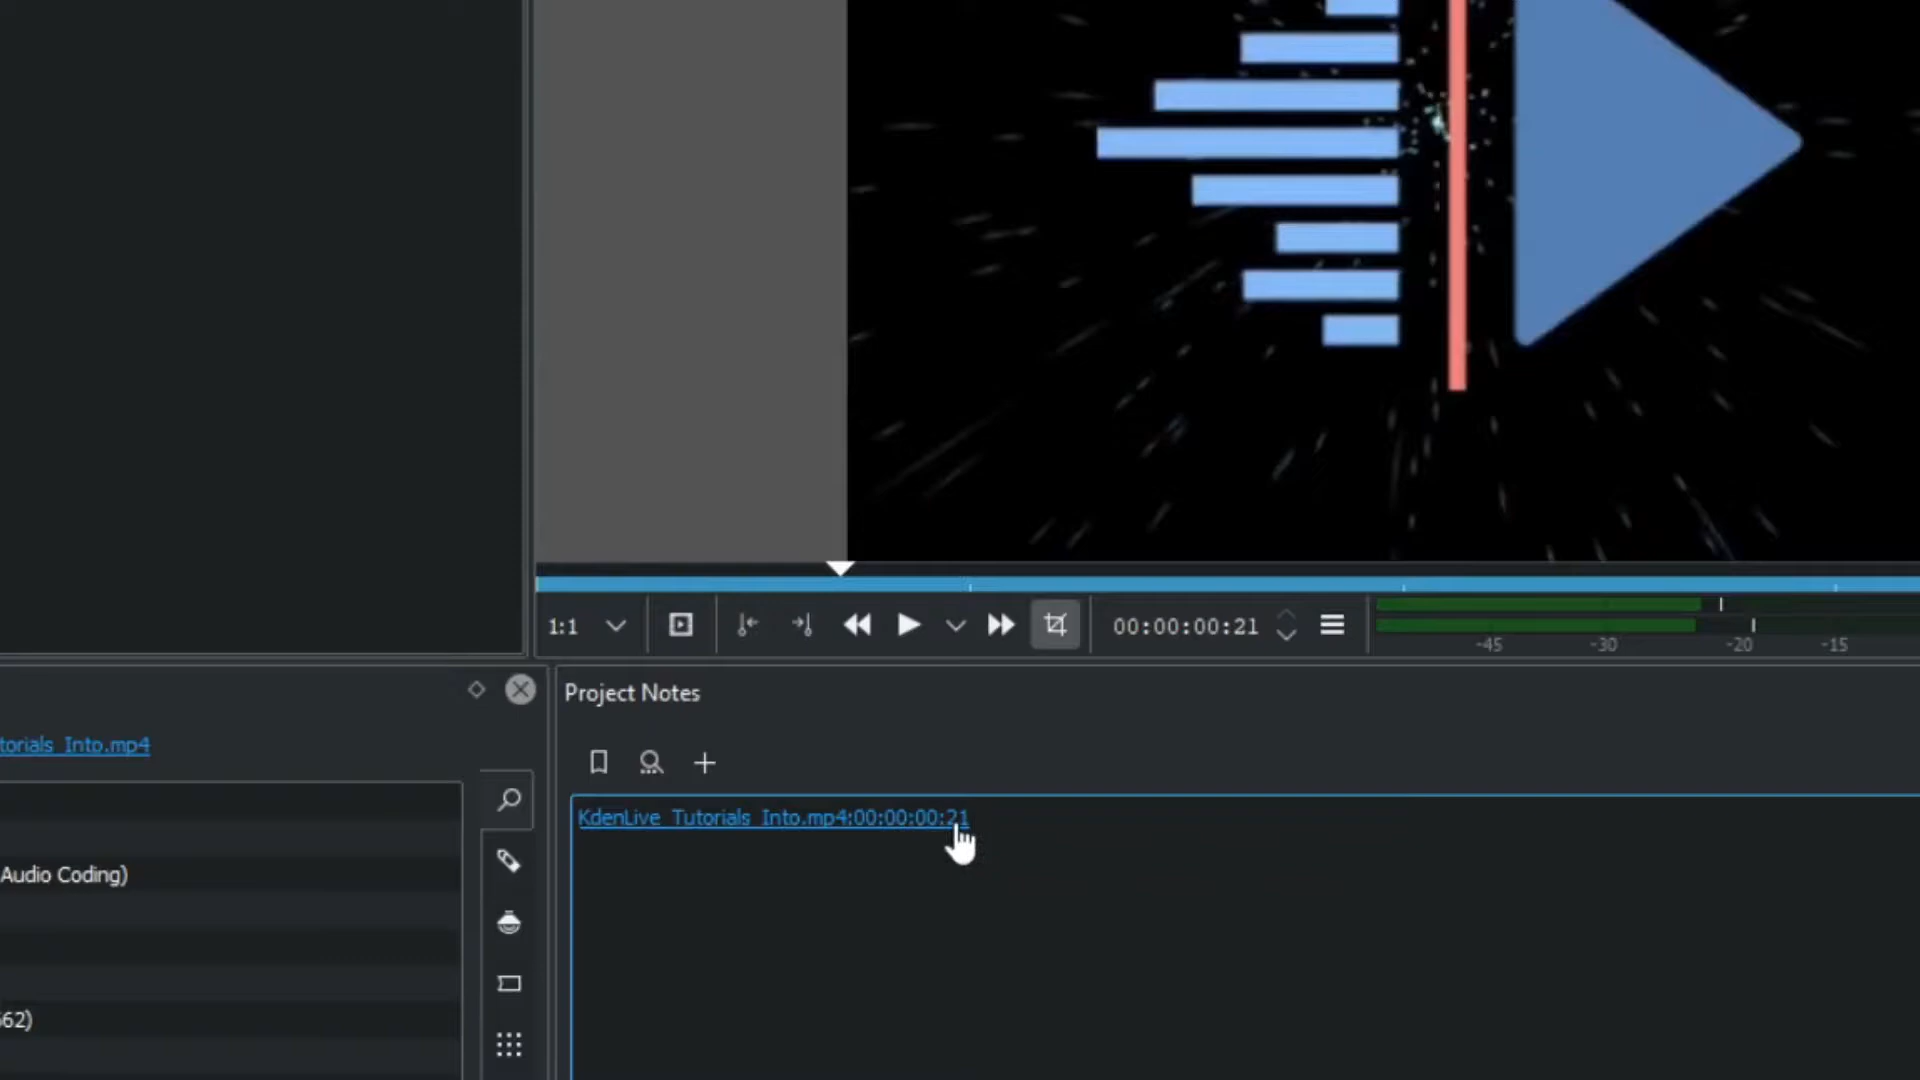 1:1
00:00:00:21
-45 -30 -20 -15
Project Notes
torials_Into.mp4
KdenLive_Tutorials_Into.mp4:00:00:00:21
Audio Coding)
62)